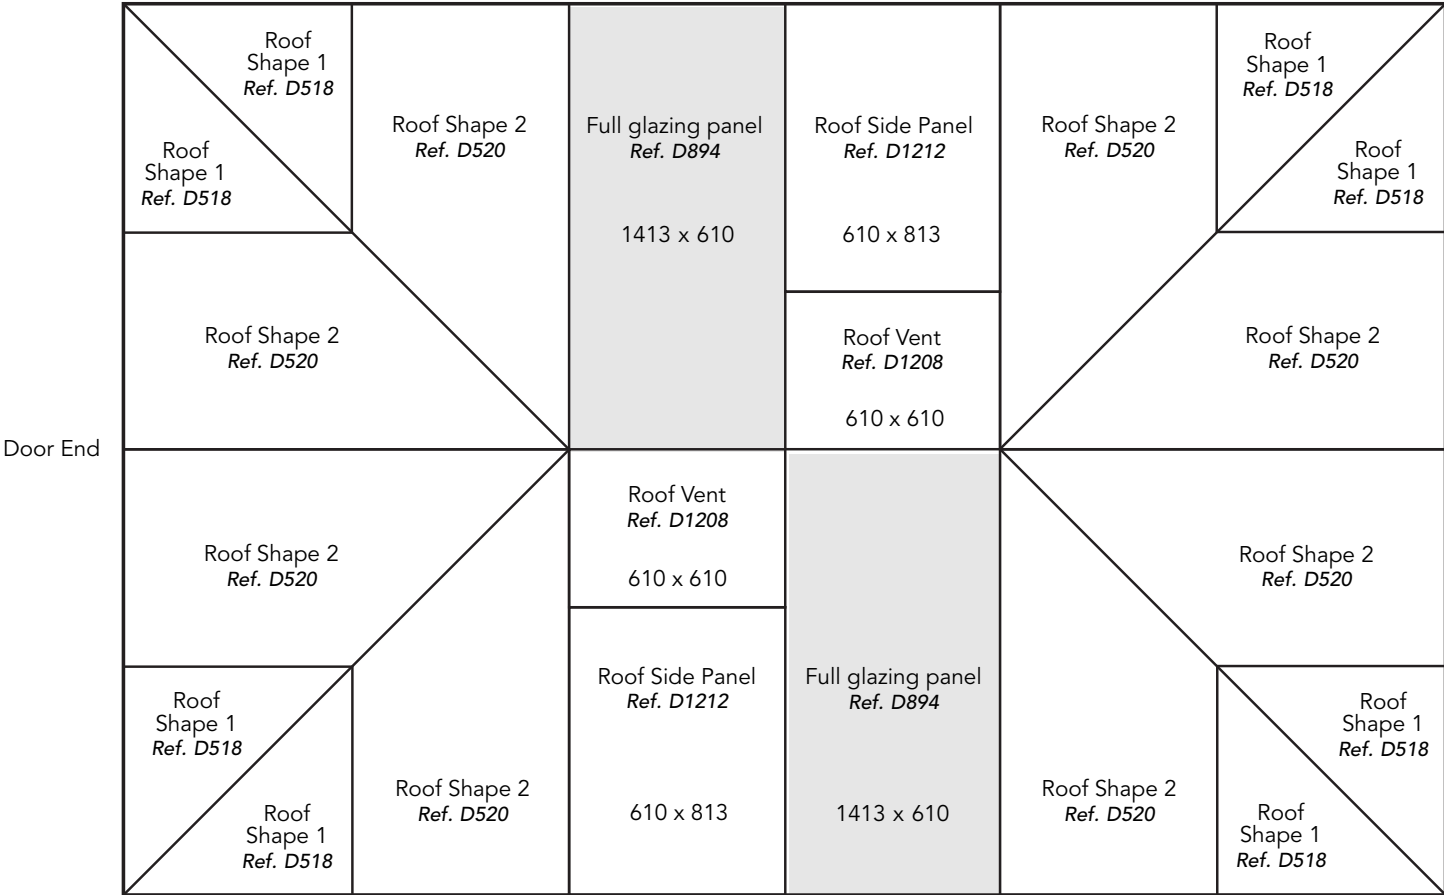 Roof
Shape 1
Ref. D518
Roof
Shape 1
Ref. D518
Roof Shape 2
Ref. D520
Full glazing panel
Ref. D894
1413 x 610
Roof Side Panel
Ref. D1212
610 x 813
Roof Shape 2
Ref. D520
Roof
Shape 1
Ref. D518
Roof
Shape 1
Ref. D518
Roof Shape 2
Ref. D520
Roof Vent
Ref. D1208
610 x 610
Roof Shape 2
Ref. D520
Door End
Roof Shape 2
Ref. D520
Roof Vent
Ref. D1208
610 x 610
Roof Shape 2
Ref. D520
Roof
Shape 1
Ref. D518
Roof
Shape 1
Ref. D518
Roof Shape 2
Ref. D520
Roof Side Panel
Ref. D1212
610 x 813
Full glazing panel
Ref. D894
1413 x 610
Roof Shape 2
Ref. D520
Roof
Shape 1
Ref. D518
Roof
Shape 1
Ref. D518